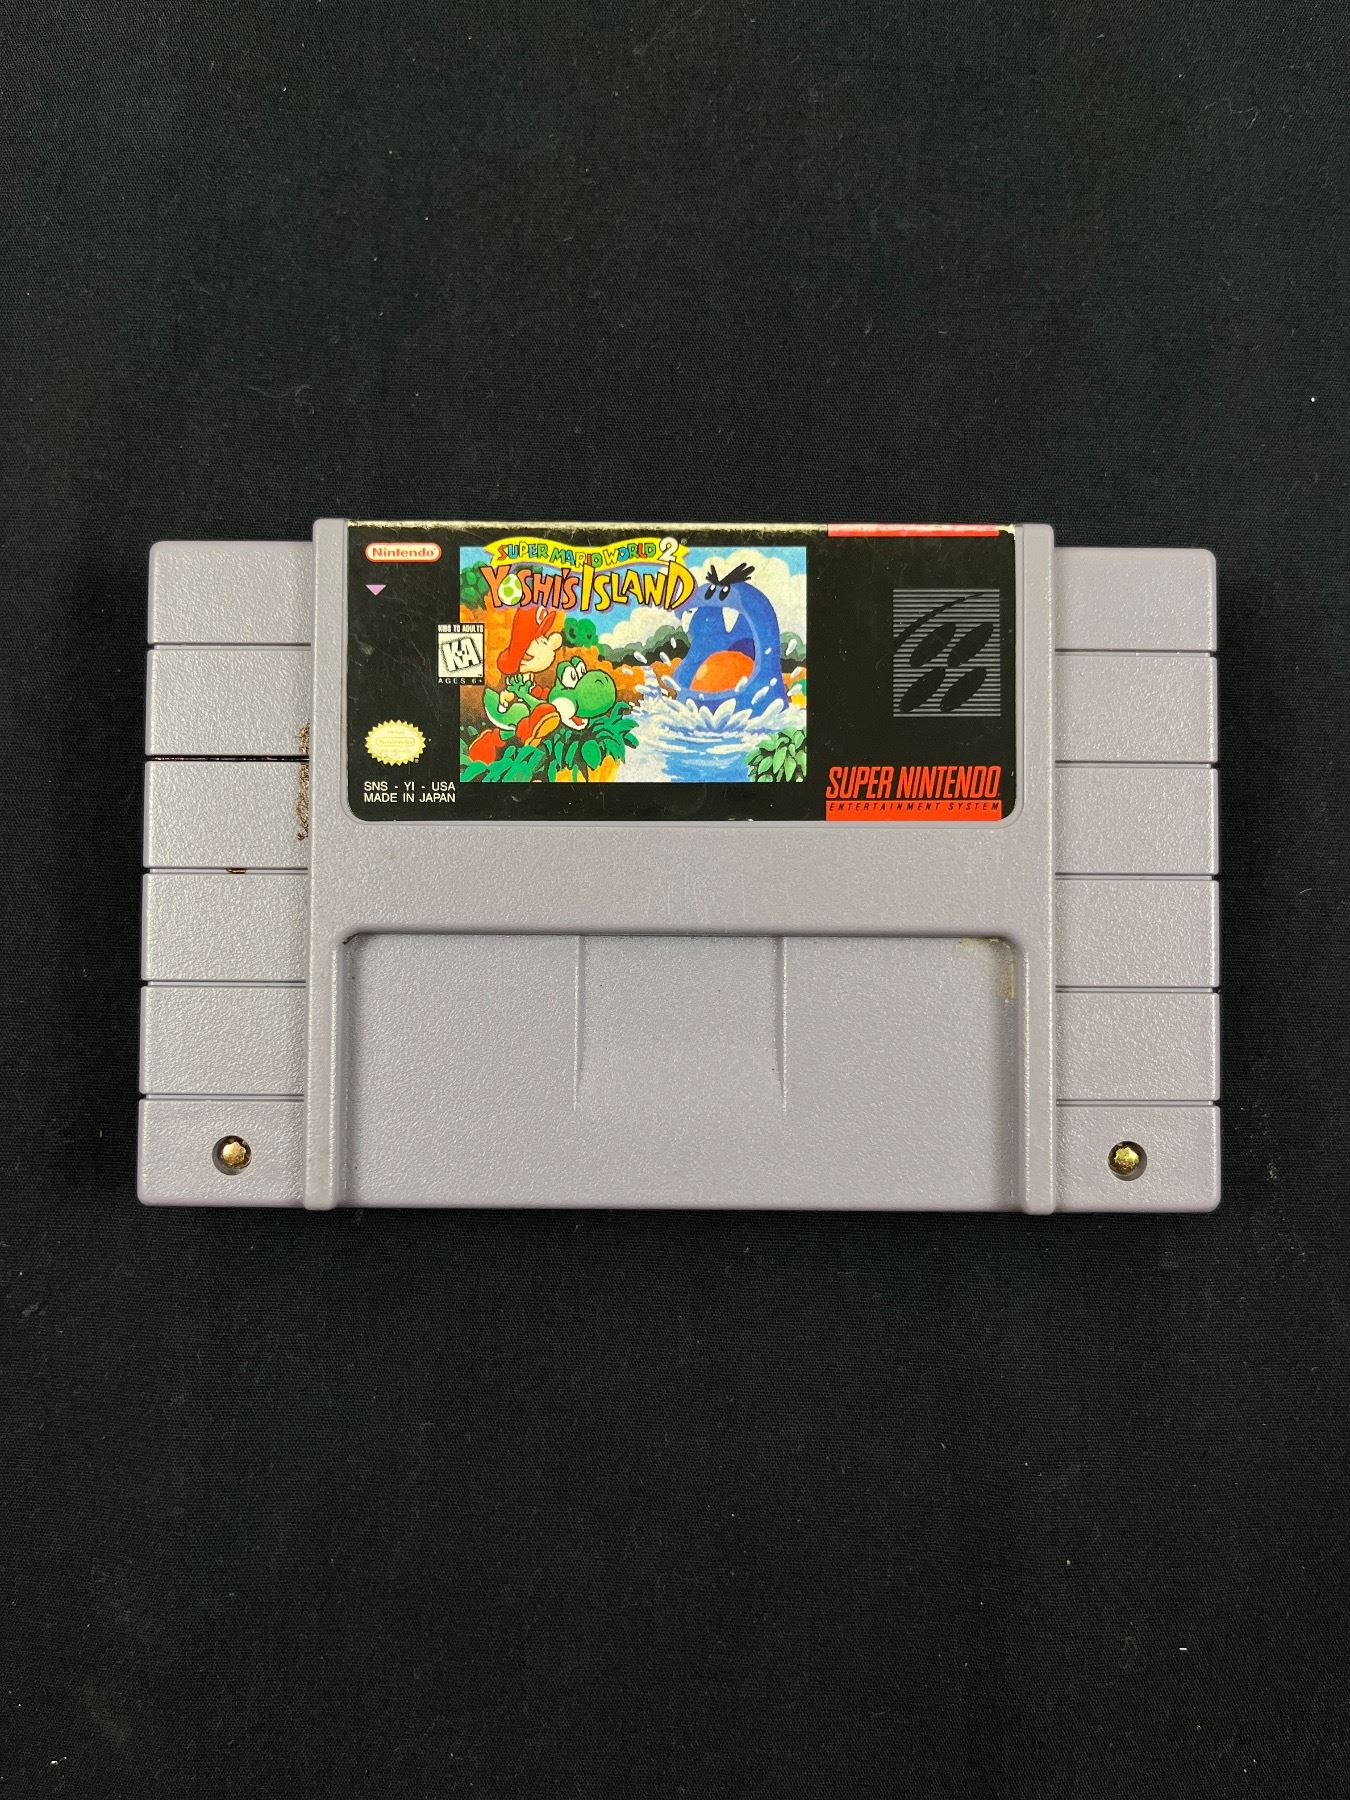 Nintendo
SUPER MARIO WORLD 2
YOSHI'S ISLAND
KIDS TO ADULTS
K-A
AGES 6+
Nintendo
SNS - YI - USA
MADE IN JAPAN
SUPER NINTENDO
ENTERTAINMENT SYSTEM